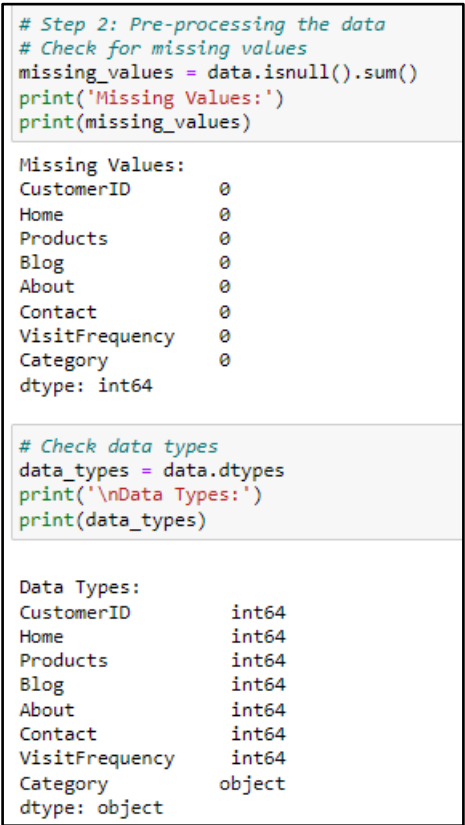 # Step 2: Pre-processing the data
# Check for missing values
missing_values = data.isnull().sum()
print('Missing Values:')
print(missing_values)
Missing Values:
CustomerID 0
Home 0
Products 0
Blog 0
About 0
Contact 0
VisitFrequency 0
Category 0
dtype: int64
# Check data types
data_types = data.dtypes
print('\nData Types:')
print(data_types)
Data Types:
CustomerID int64
Home int64
Products int64
Blog int64
About int64
Contact int64
VisitFrequency int64
Category object
dtype: object